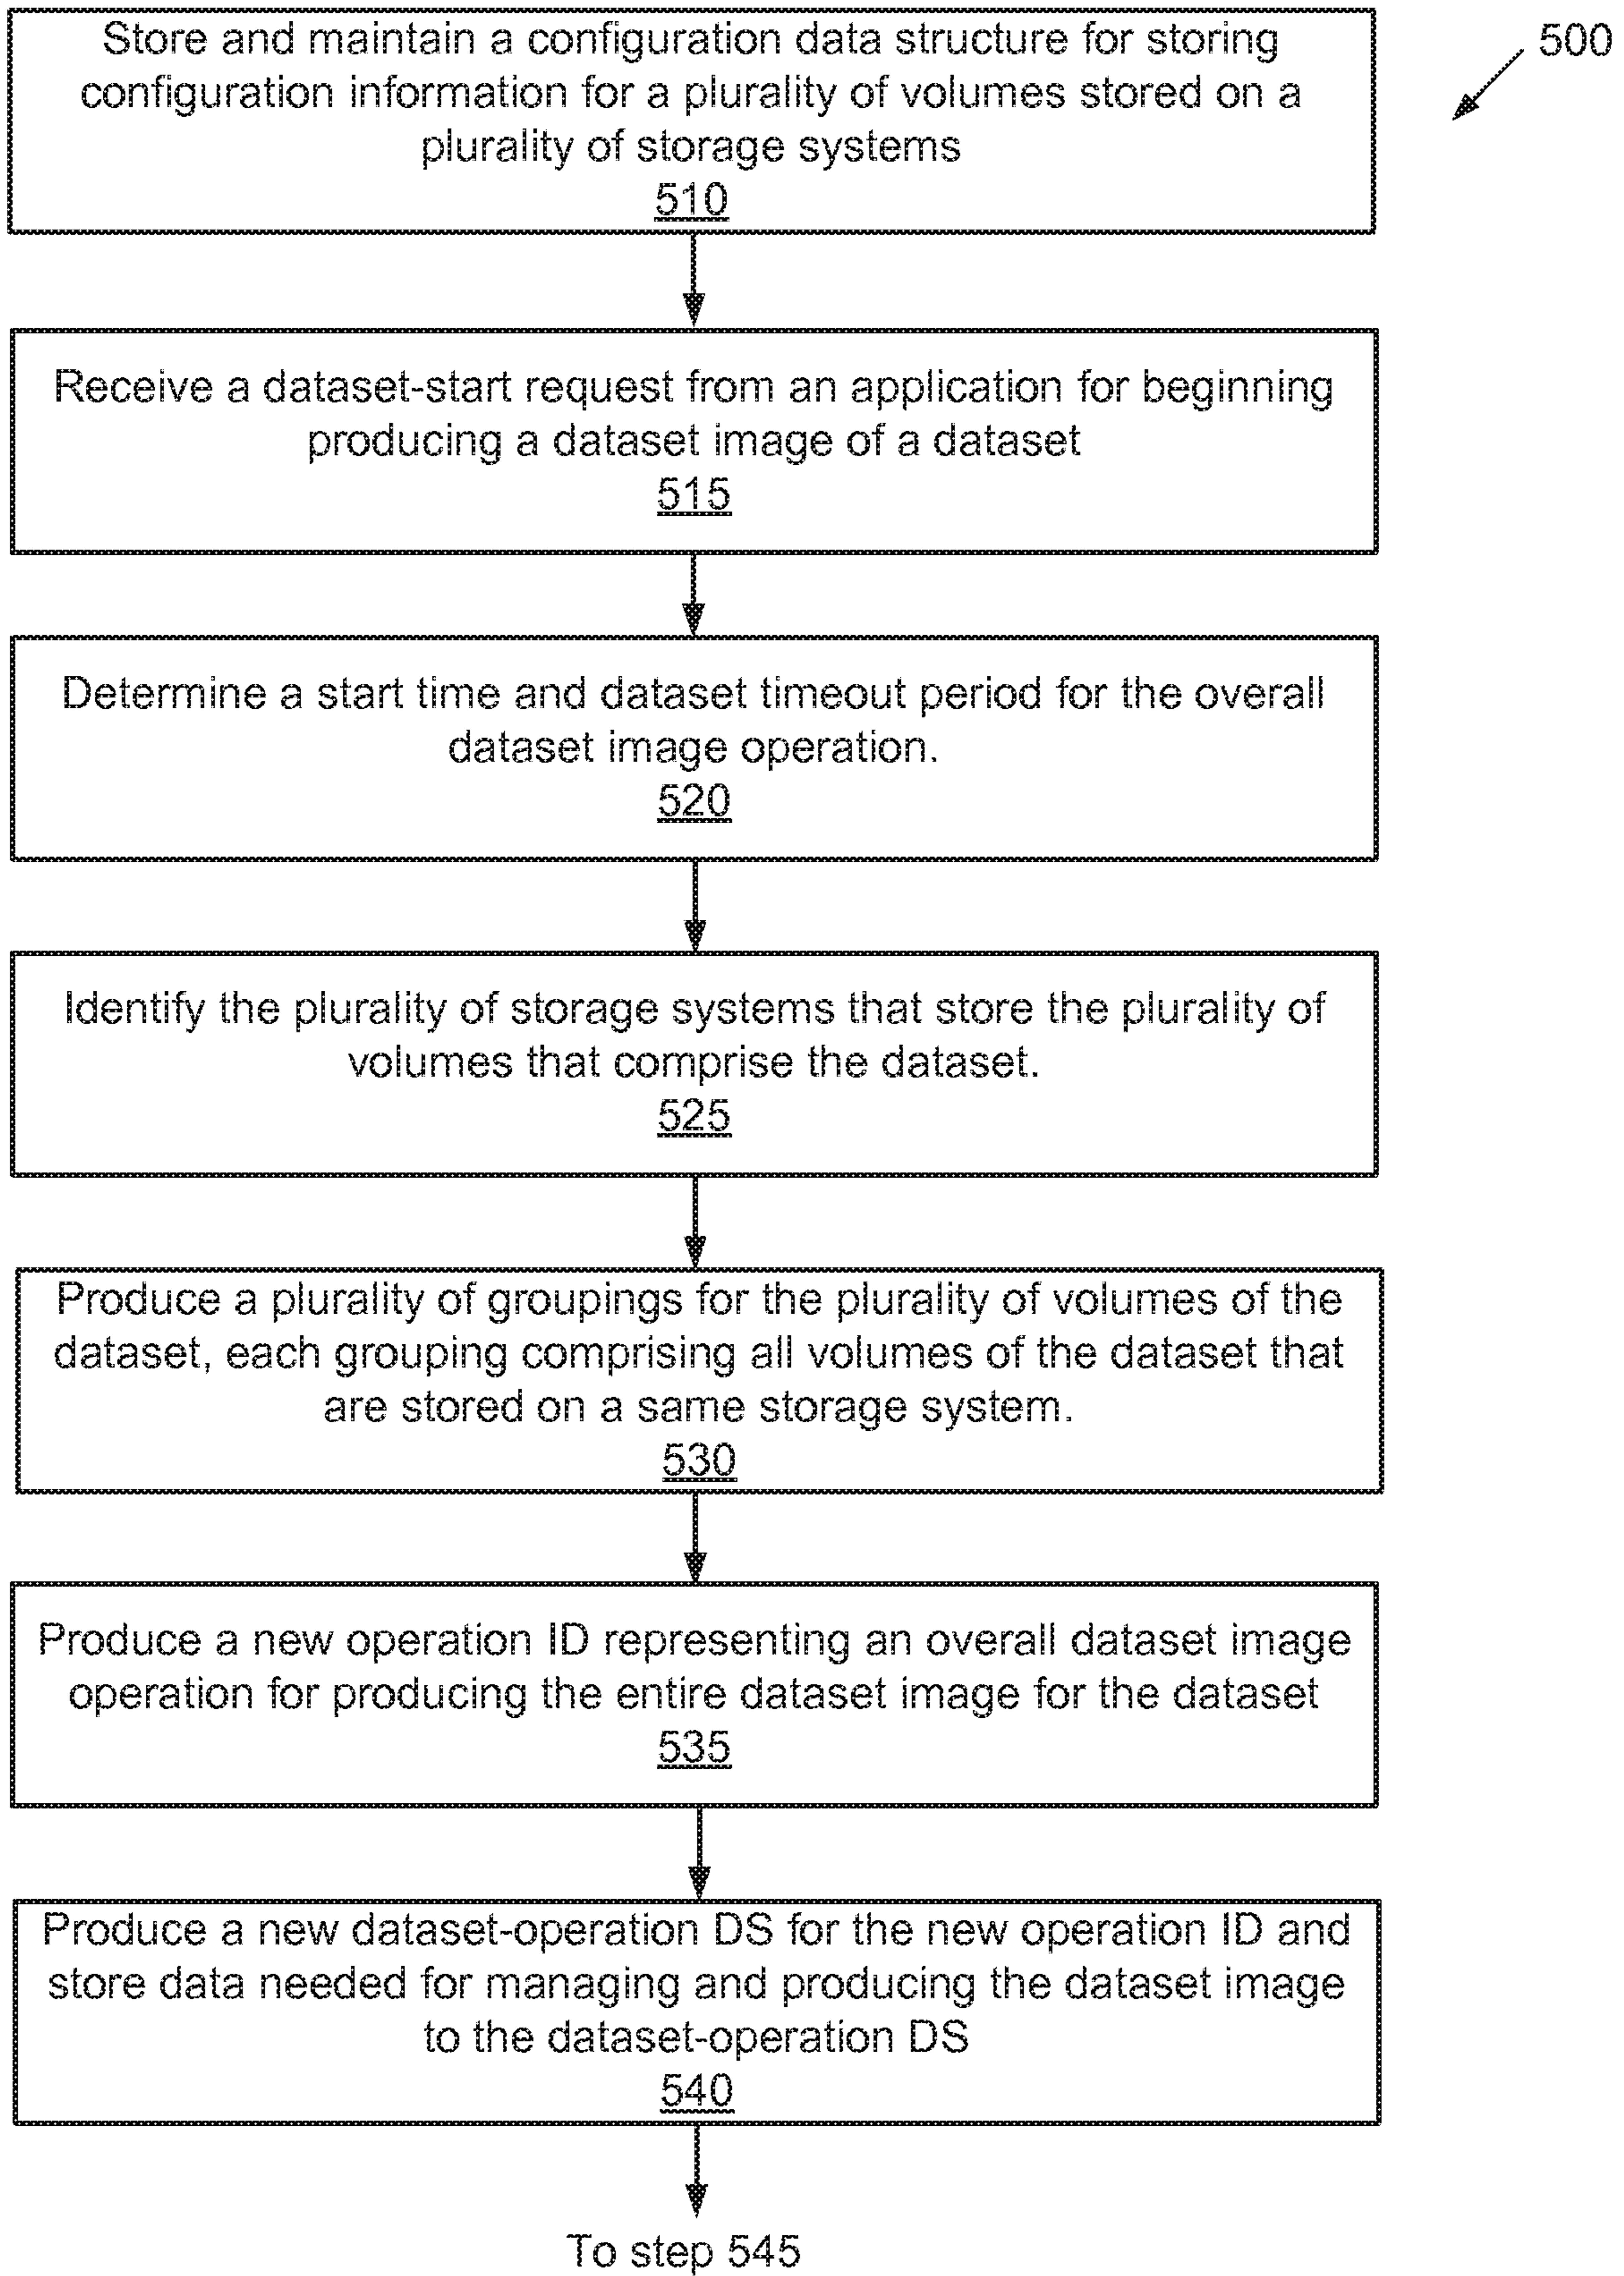 Store and maintain a configuration data structure for storing
configuration information for a plurality of volumes stored on a
plurality of storage systems
510
500
Receive a dataset-start request from an application for beginning
producing a dataset image of a dataset
515
Determine a start time and dataset timeout period for the overall
dataset image operation.
520
Identify the plurality of storage systems that store the plurality of
volumes that comprise the dataset.
525
Produce a plurality of groupings for the plurality of volumes of the
dataset, each grouping comprising all volumes of the dataset that
are stored on a same storage system.
530
Produce a new operation ID representing an overall dataset image
operation for producing the entire dataset image for the dataset
535
Produce a new dataset-operation DS for the new operation ID and
store data needed for managing and producing the dataset image
to the dataset-operation DS
540
To step 545